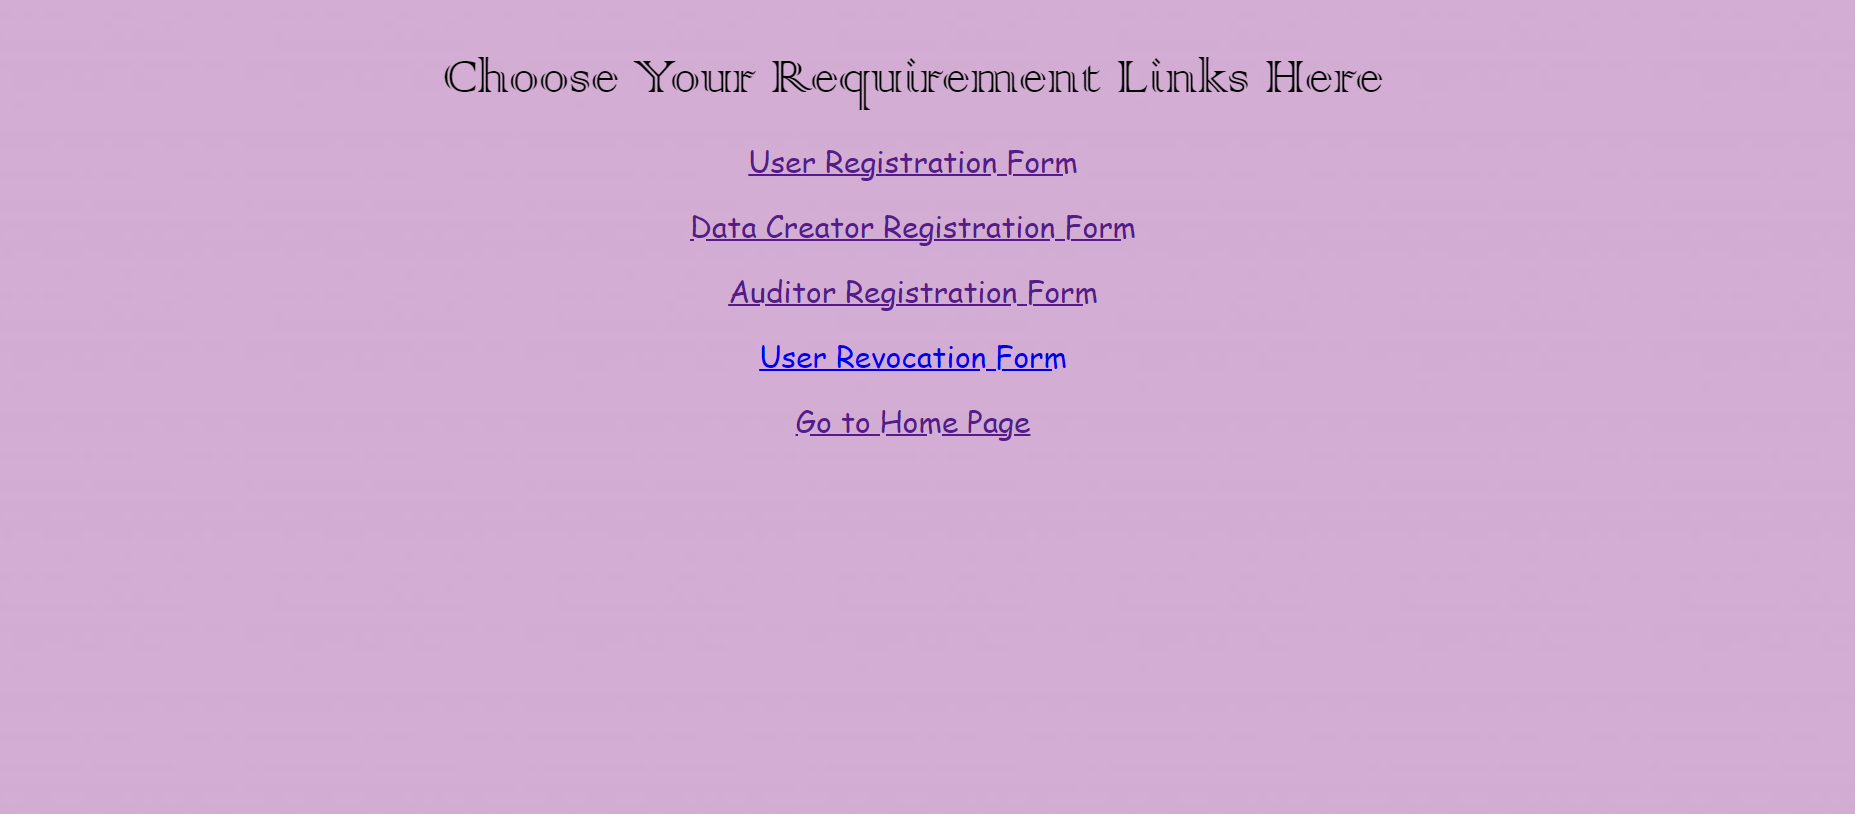 Choose Your Requirement Links Here
User Registration Form
Data Creator Registration Form
Auditor Registration Form
User Revocation Form
Go to Home Page